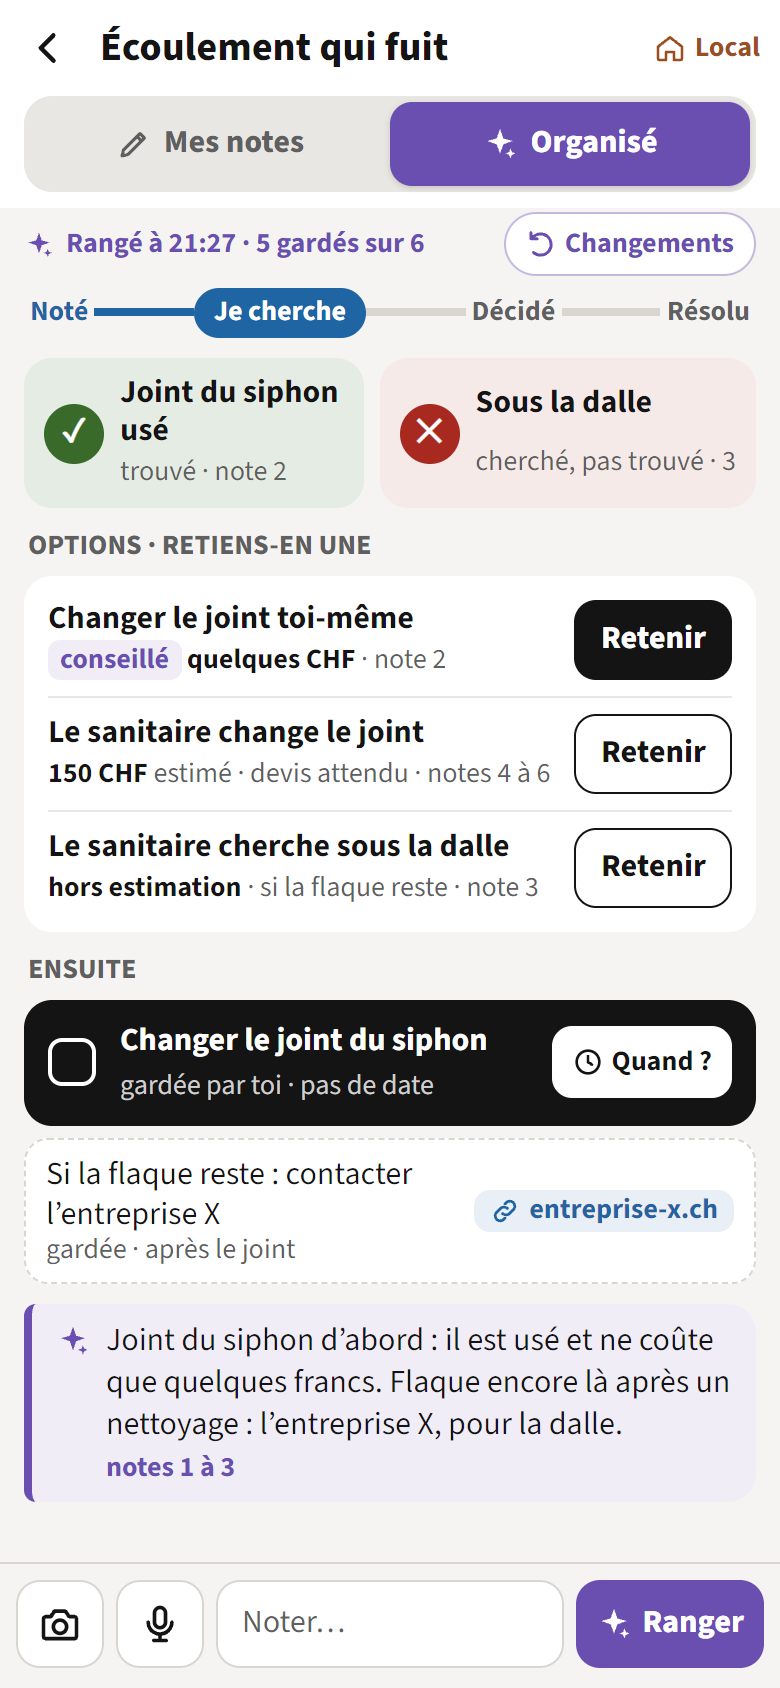 Écoulement qui fuit
Local
Mes notes
Organisé
Rangé à 21:27 · 5 gardés sur 6
Changements
Noté
Je cherche
Décidé
Résolu
Joint du siphon
usé
trouvé · note 2
Sous la dalle
cherché, pas trouvé · 3
OPTIONS · RETIENS-EN UNE
Changer le joint toi-même
conseillé quelques CHF · note 2
Retenir
Le sanitaire change le joint
150 CHF estimé · devis attendu · notes 4 à 6
Retenir
Le sanitaire cherche sous la dalle
hors estimation · si la flaque reste · note 3
Retenir
ENSUITE
Changer le joint du siphon
gardée par toi · pas de date
Quand ?
Si la flaque reste : contacter
l’entreprise X
gardée · après le joint
entreprise-x.ch
Joint du siphon d’abord : il est usé et ne coûte
que quelques francs. Flaque encore là après un
nettoyage : l’entreprise X, pour la dalle.
notes 1 à 3
Noter…
Ranger